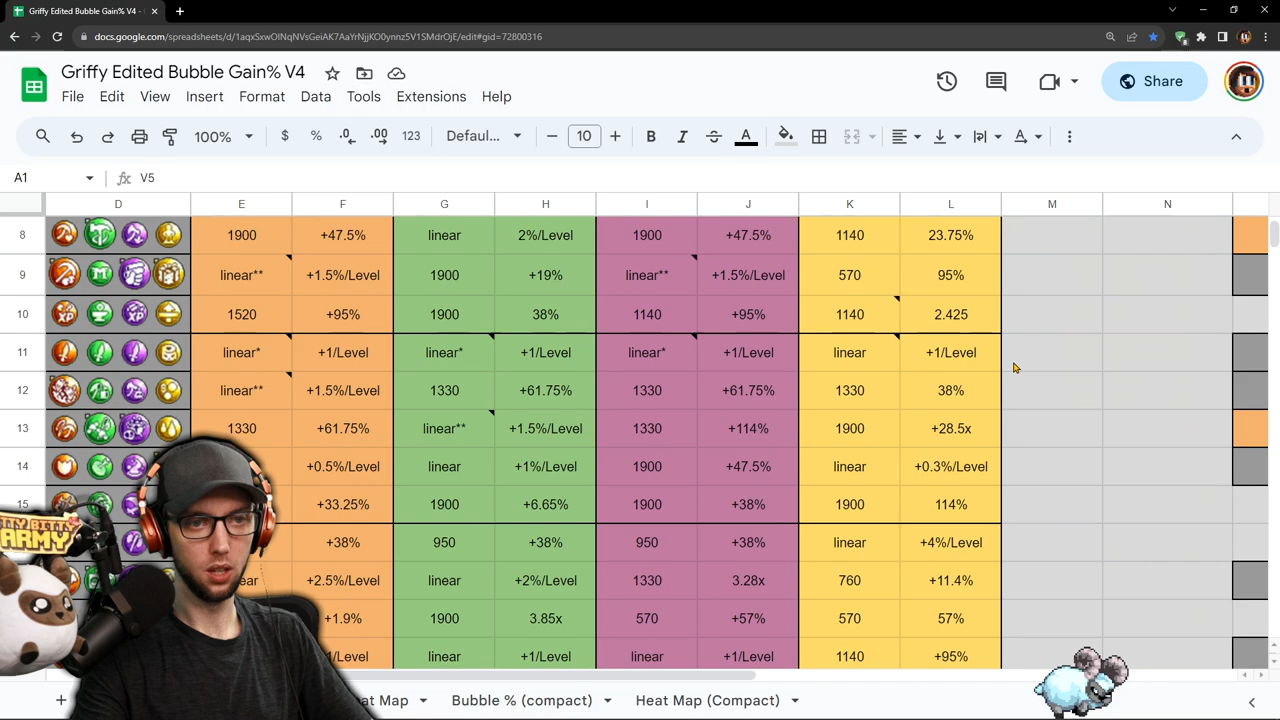 Griffy Edited Bubble Gain% V4 -
docs.google.com/spreadsheets/d/1aqxSxwOlNqNVsGeiAK7AaYrNjjKO0ynnz5V1SMdrOjE/edit#gid=72800316
Griffy Edited Bubble Gain% V4
File Edit View Insert Format Data Tools Extensions Help
Share
100% $ % .0 .00 123 Defaul... 10 B I A
A1 fx V5
D E F G H I J K L M N
8 1900 +47.5% linear 2%/Level 1900 +47.5% 1140 23.75%
9 linear** +1.5%/Level 1900 +19% linear** +1.5%/Level 570 95%
10 1520 +95% 1900 38% 1140 +95% 1140 2.425
11 linear* +1/Level linear* +1/Level linear* +1/Level linear +1/Level
12 linear** +1.5%/Level 1330 +61.75% 1330 +61.75% 1330 38%
13 1330 +61.75% linear** +1.5%/Level 1330 +114% 1900 +28.5x
14 +0.5%/Level linear +1%/Level 1900 +47.5% linear +0.3%/Level
15 +33.25% 1900 +6.65% 1900 +38% 1900 114%
+38% 950 +38% 950 +38% linear +4%/Level
ear +2.5%/Level linear +2%/Level 1330 3.28x 760 +11.4%
+1.9% 1900 3.85x 570 +57% 570 57%
/Level linear +1/Level linear +1/Level 1140 +95%
ITTY BITTY
ARMY
at Map Bubble % (compact) Heat Map (Compact)